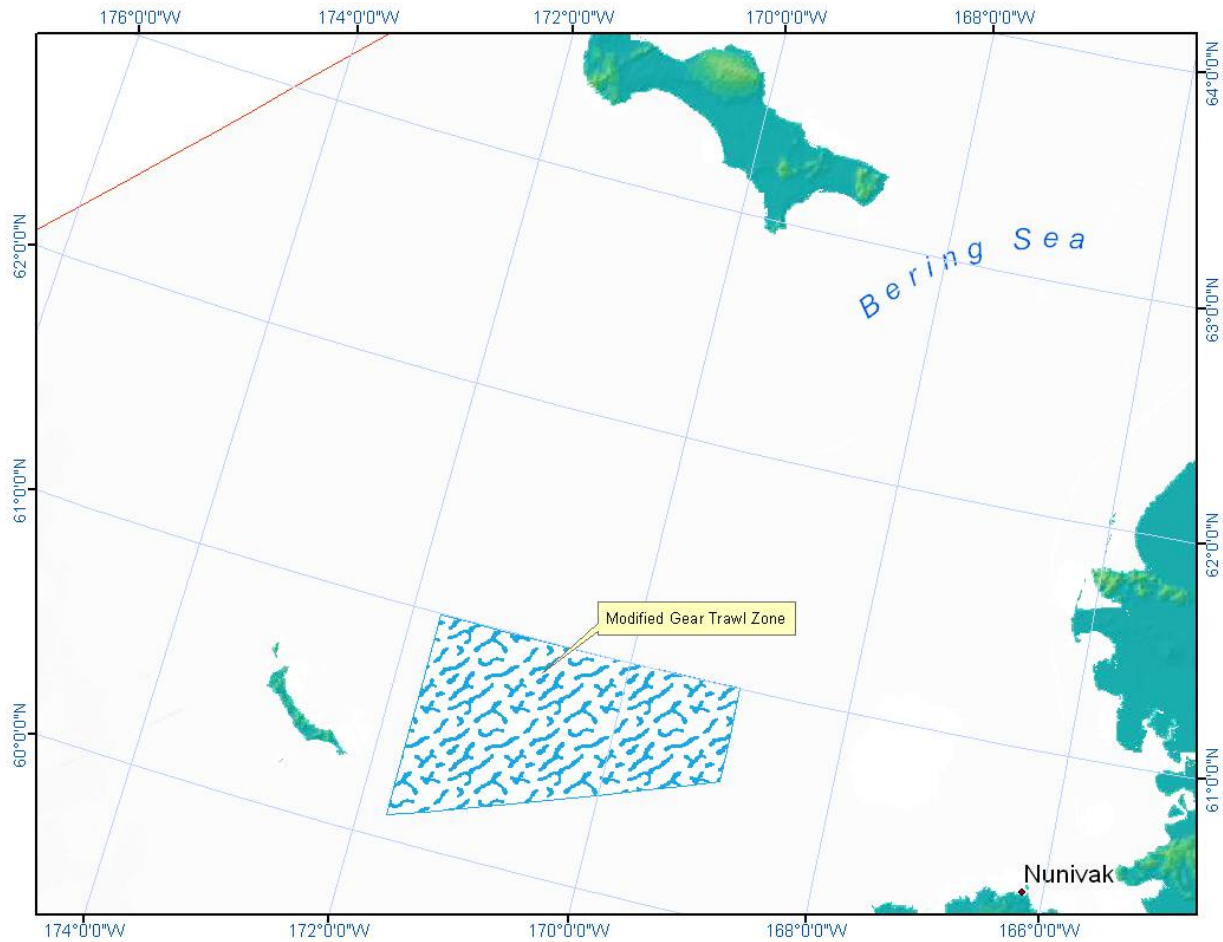 176°0'0"W 174°0'0"W 172°0'0"W 170°0'0"W 168°0'0"W
64°0'0"N
62°0'0"N
Bering Sea
63°0'0"N
61°0'0"N
62°0'0"N
Modified Gear Trawl Zone
60°0'0"N
61°0'0"N
Nunivak
174°0'0"W 172°0'0"W 170°0'0"W 168°0'0"W 166°0'0"W